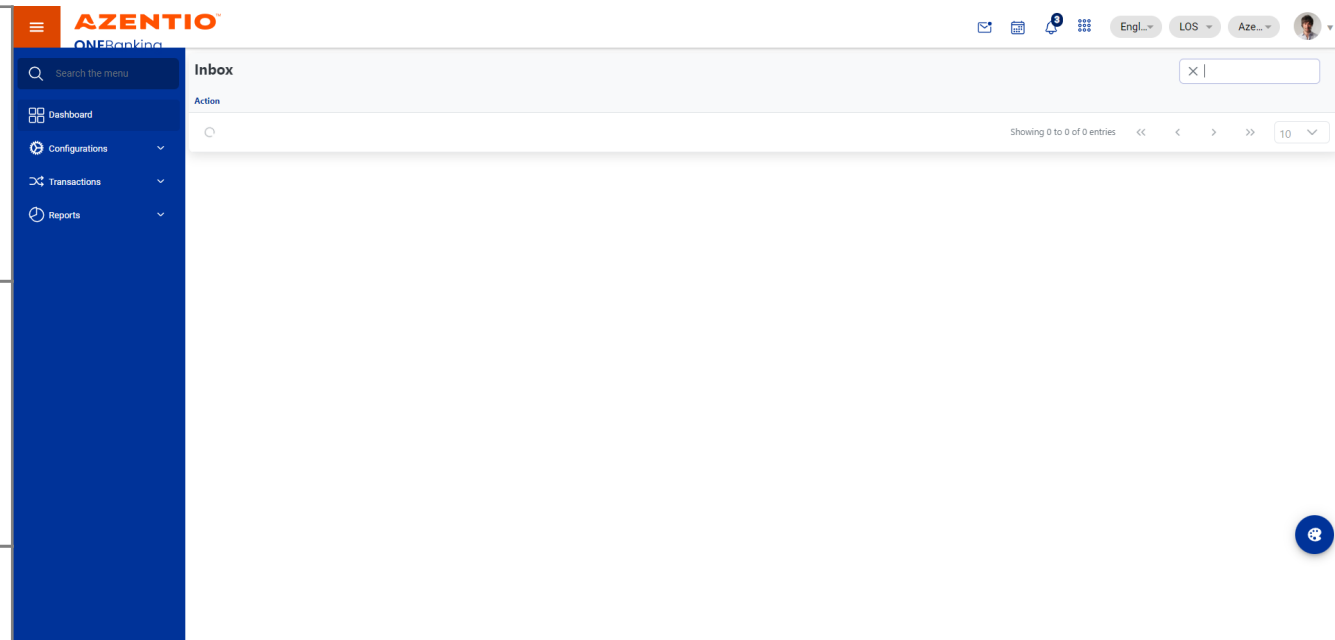 AZENTIO™
ONEBanking
3
Engl...
LOS
Aze...
Search the menu
Inbox
Dashboard
Action
Configurations
Showing 0 to 0 of 0 entries
10
Transactions
Reports